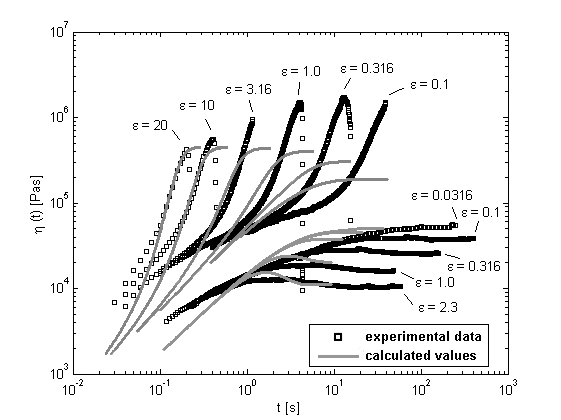 10⁷
10⁶
10⁵
10⁴
10³
η (t) [Pas]
ε = 20
ε = 10
ε = 3.16
ε = 1.0
ε = 0.316
ε = 0.1
ε = 0.0316
ε = 0.1
ε = 0.316
ε = 1.0
ε = 2.3
experimental data
calculated values
10⁻² 10⁻¹ 10⁰ 10¹ 10² 10³
t [s]